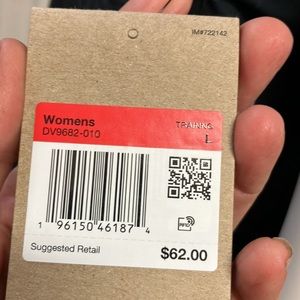 IM#722142
Womens
TRAINING
DV9682-010
L
RFID
1 96150 46187 4
Suggested Retail
$62.00